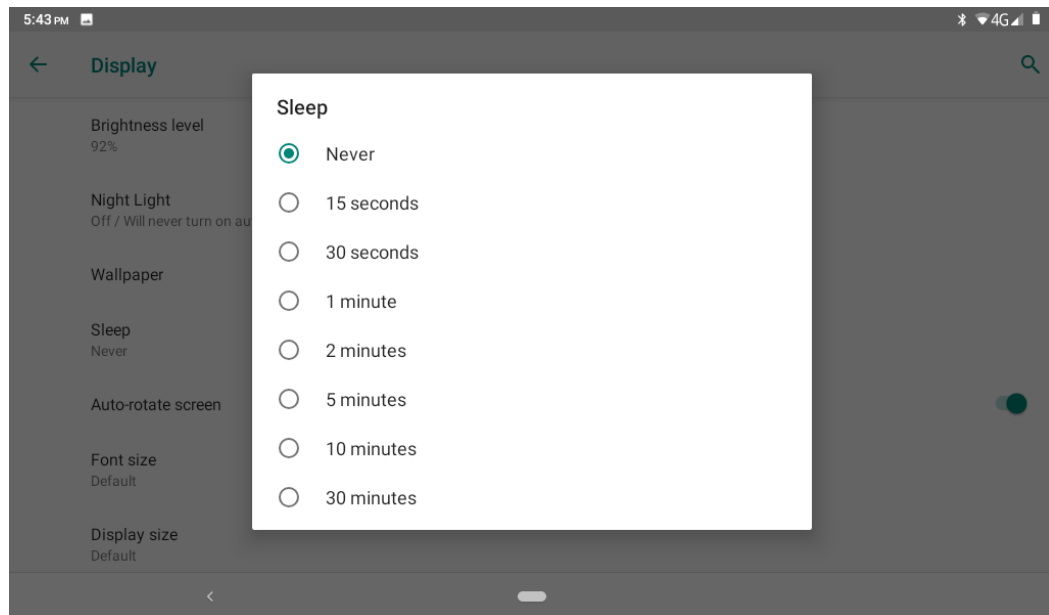 5:43 PM
4G
Display
Brightness level
92%
Night Light
Off / Will never turn on au
Wallpaper
Sleep
Never
Auto-rotate screen
Font size
Default
Display size
Default
Sleep
Never
15 seconds
30 seconds
1 minute
2 minutes
5 minutes
10 minutes
30 minutes